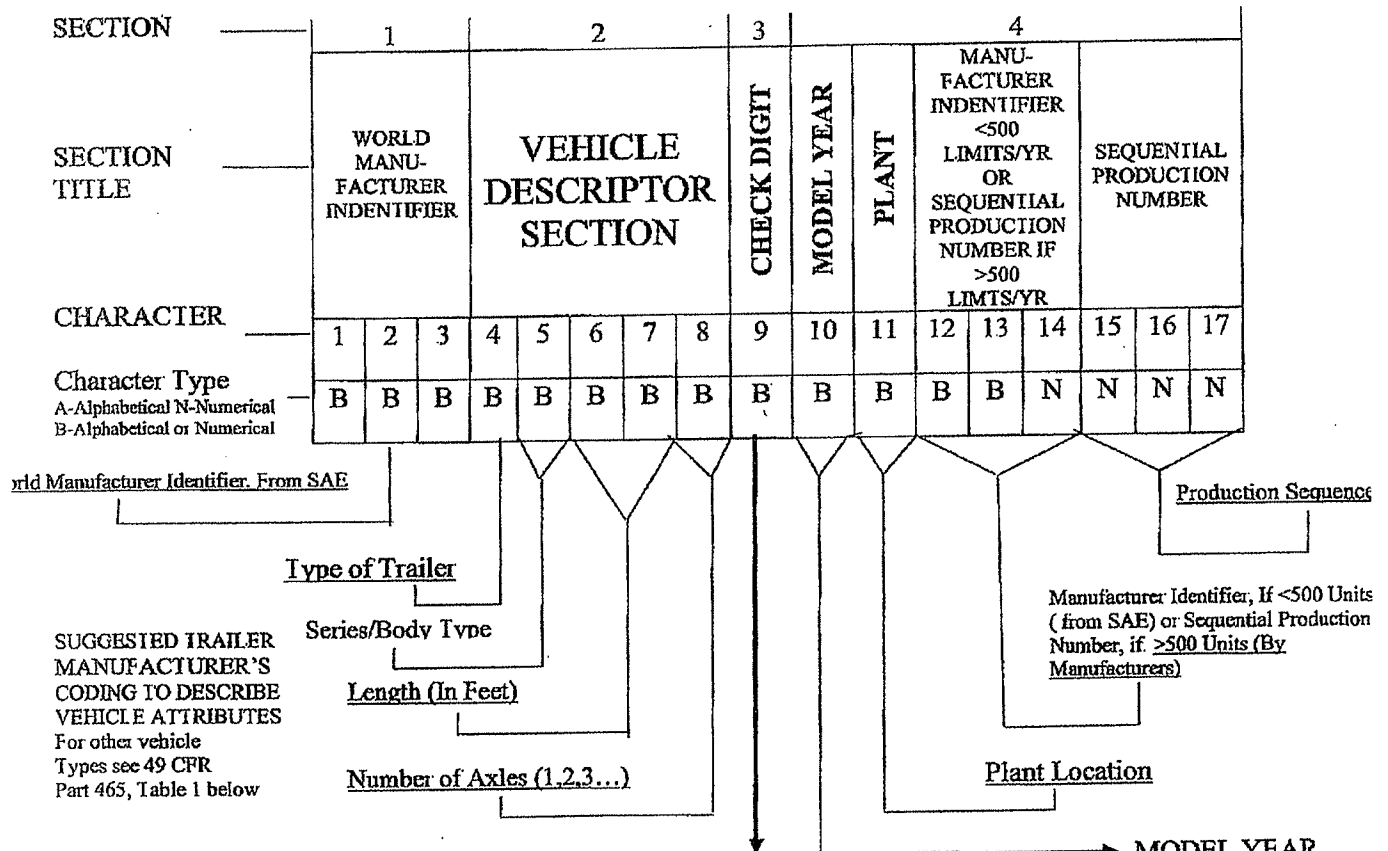 SECTION
1 2 3 4
SECTION
TITLE
WORLD
MANU-
FACTURER
INDENTIFIER
VEHICLE
DESCRIPTOR
SECTION
CHECK DIGIT
MODEL YEAR
PLANT
MANU-
FACTURER
INDENTIFIER
<500
LIMITS/YR
OR
SEQUENTIAL
PRODUCTION
NUMBER IF
>500
LIMTS/YR
SEQUENTIAL
PRODUCTION
NUMBER
CHARACTER
1 2 3 4 5 6 7 8 9 10 11 12 13 14 15 16 17
Character Type
A-Alphabetical N-Numerical
B-Alphabetical or Numerical
B B B B B B B B B B B B B N N N N
rld Manufacturer Identifier. From SAE
Production Sequence
Type of Trailer
Series/Body Type
Length (In Feet)
Number of Axles (1,2,3...)
SUGGESTED TRAILER
MANUFACTURER'S
CODING TO DESCRIBE
VEHICLE ATTRIBUTES
For other vehicle
Types see 49 CFR
Part 465, Table 1 below
Manufacturer Identifier, If <500 Units
( from SAE) or Sequential Production
Number, if. >500 Units (By
Manufacturers)
Plant Location
MODEL YEAR